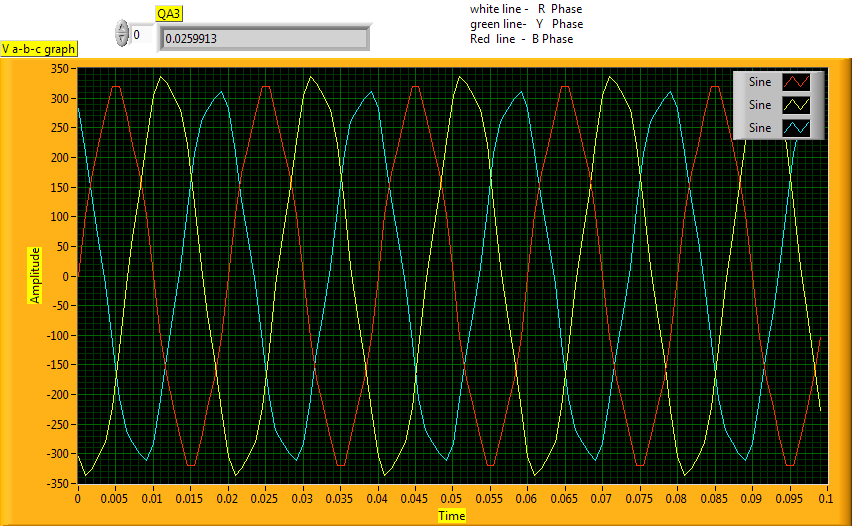 QA3
0
0.0259913
white line - R Phase
green line- Y Phase
Red line - B Phase
V a-b-c graph
Sine
Sine
Sine
350
300
250
200
150
100
50
0
-50
-100
-150
-200
-250
-300
-350
Amplitude
0 0.005 0.01 0.015 0.02 0.025 0.03 0.035 0.04 0.045 0.05 0.055 0.06 0.065 0.07 0.075 0.08 0.085 0.09 0.095 0.1
Time